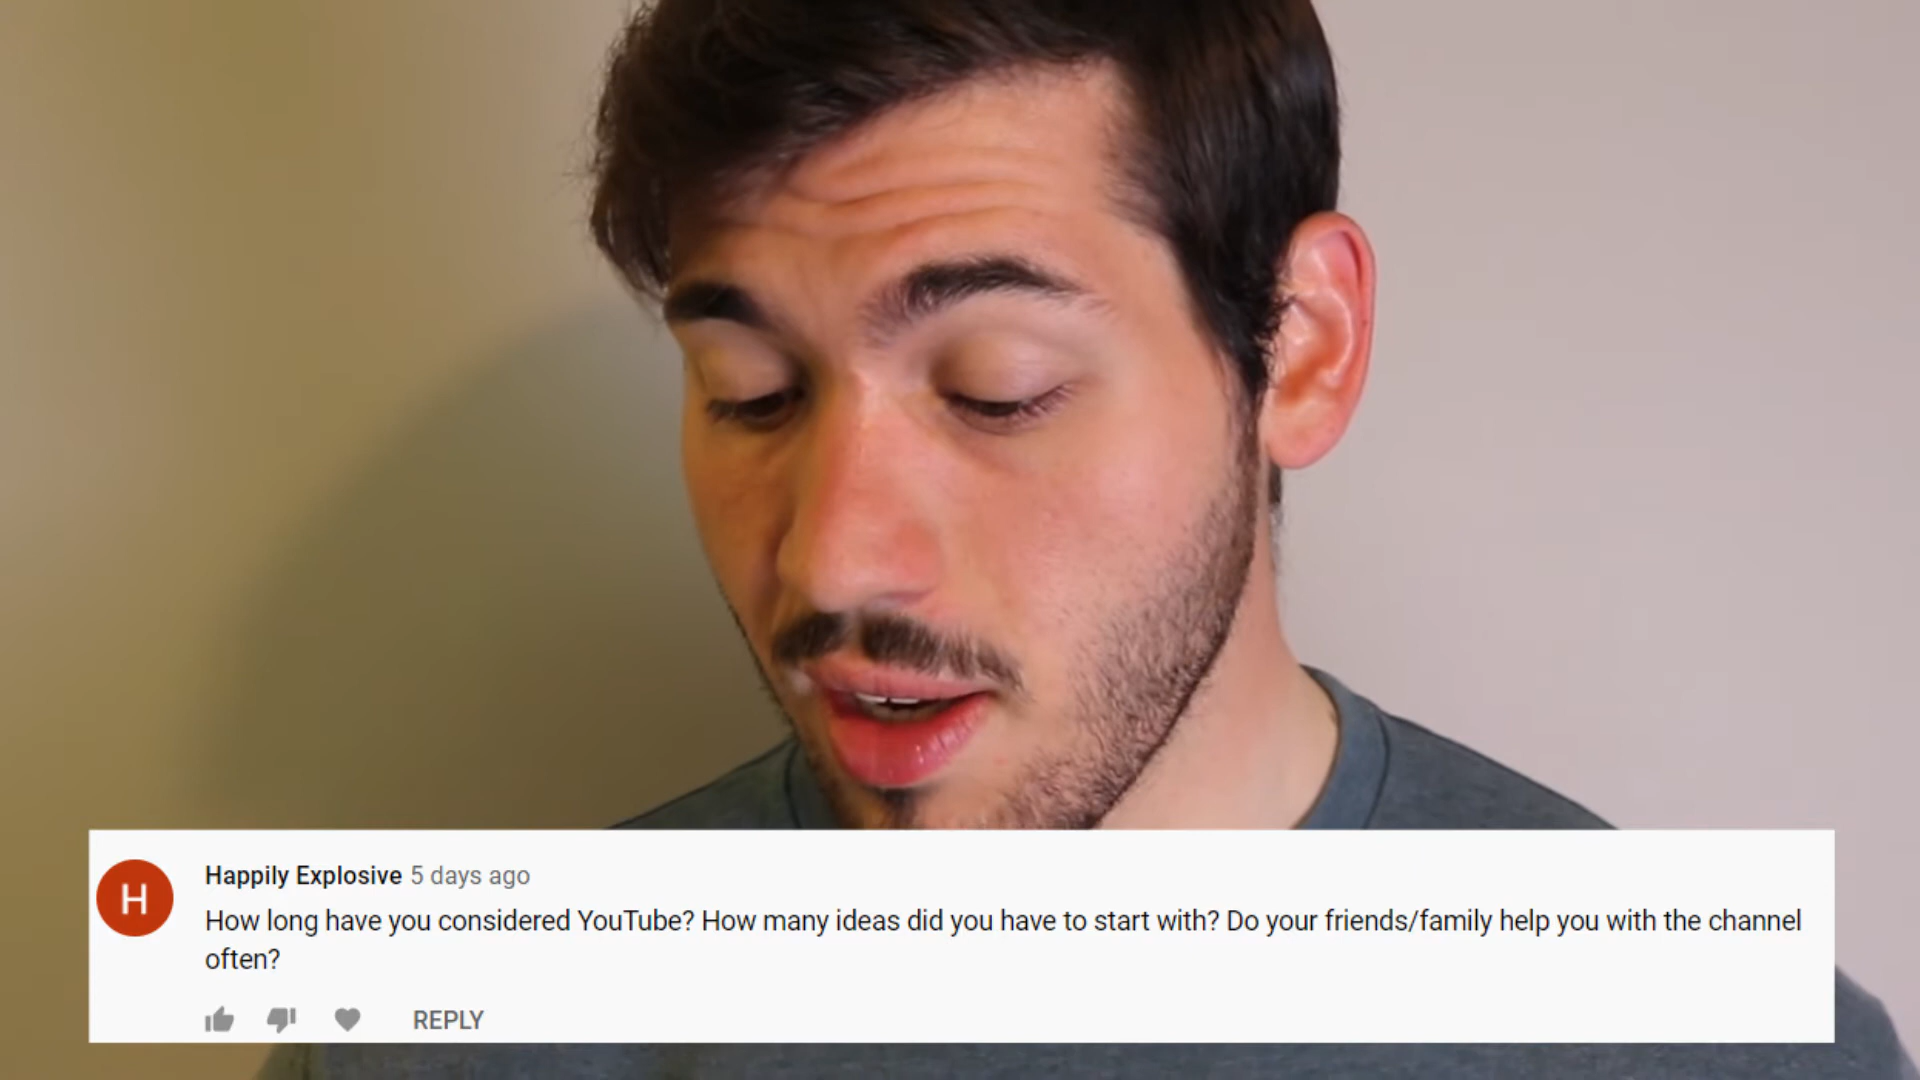 H
Happily Explosive 5 days ago
How long have you considered YouTube? How many ideas did you have to start with? Do your friends/family help you with the channel
often?
REPLY